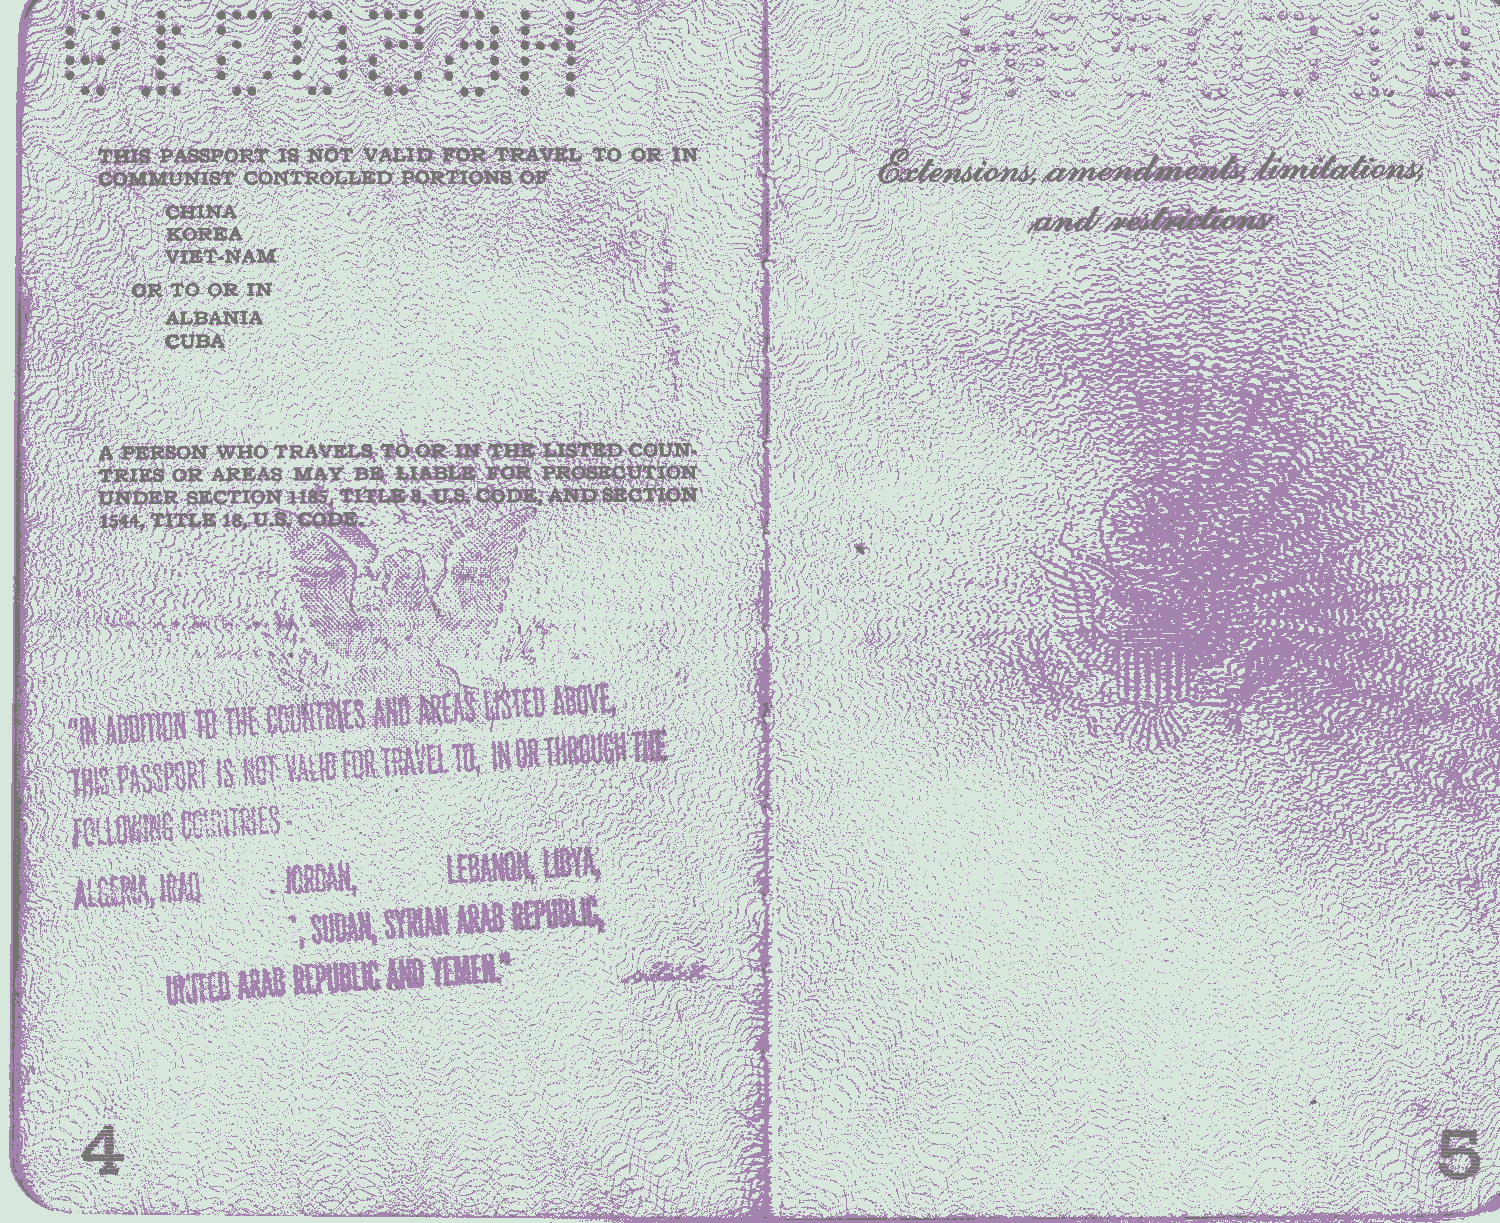 THIS PASSPORT IS NOT VALID FOR TRAVEL TO OR IN
COMMUNIST CONTROLLED PORTIONS OF
CHINA
KOREA
VIET-NAM
OR TO OR IN
ALBANIA
CUBA
A PERSON WHO TRAVELS TO OR IN THE LISTED COUN-
TRIES OR AREAS MAY BE LIABLE FOR PROSECUTION
UNDER SECTION 1185, TITLE 8, U.S. CODE, AND SECTION
1544, TITLE 18, U.S. CODE.
"IN ADDITION TO THE COUNTRIES AND AREAS LISTED ABOVE,
THIS PASSPORT IS NOT VALID FOR TRAVEL TO, IN OR THROUGH THE
FOLLOWING COUNTRIES -
ALGERIA, IRAQ JORDAN, LEBANON, LIBYA,
, SUDAN, SYRIAN ARAB REPUBLIC,
UNITED ARAB REPUBLIC AND YEMEN."
4
Extensions, amendments, limitations,
and restrictions
5